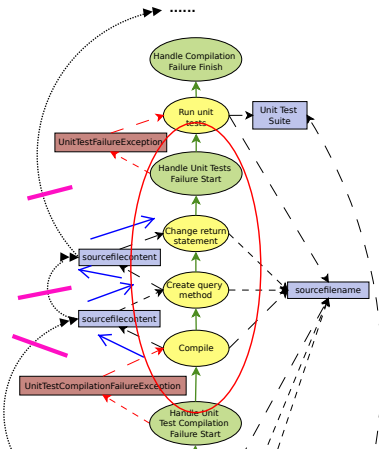 ......
Handle Compilation
Failure Finish
Run unit
tests
Unit Test
Suite
UnitTestFailureException
Handle Unit Tests
Failure Start
Change return
statement
sourcefilecontent
Create query
method
sourcefilename
sourcefilecontent
Compile
UnitTestCompilationFailureException
Handle Unit
Test Compilation
Failure Start